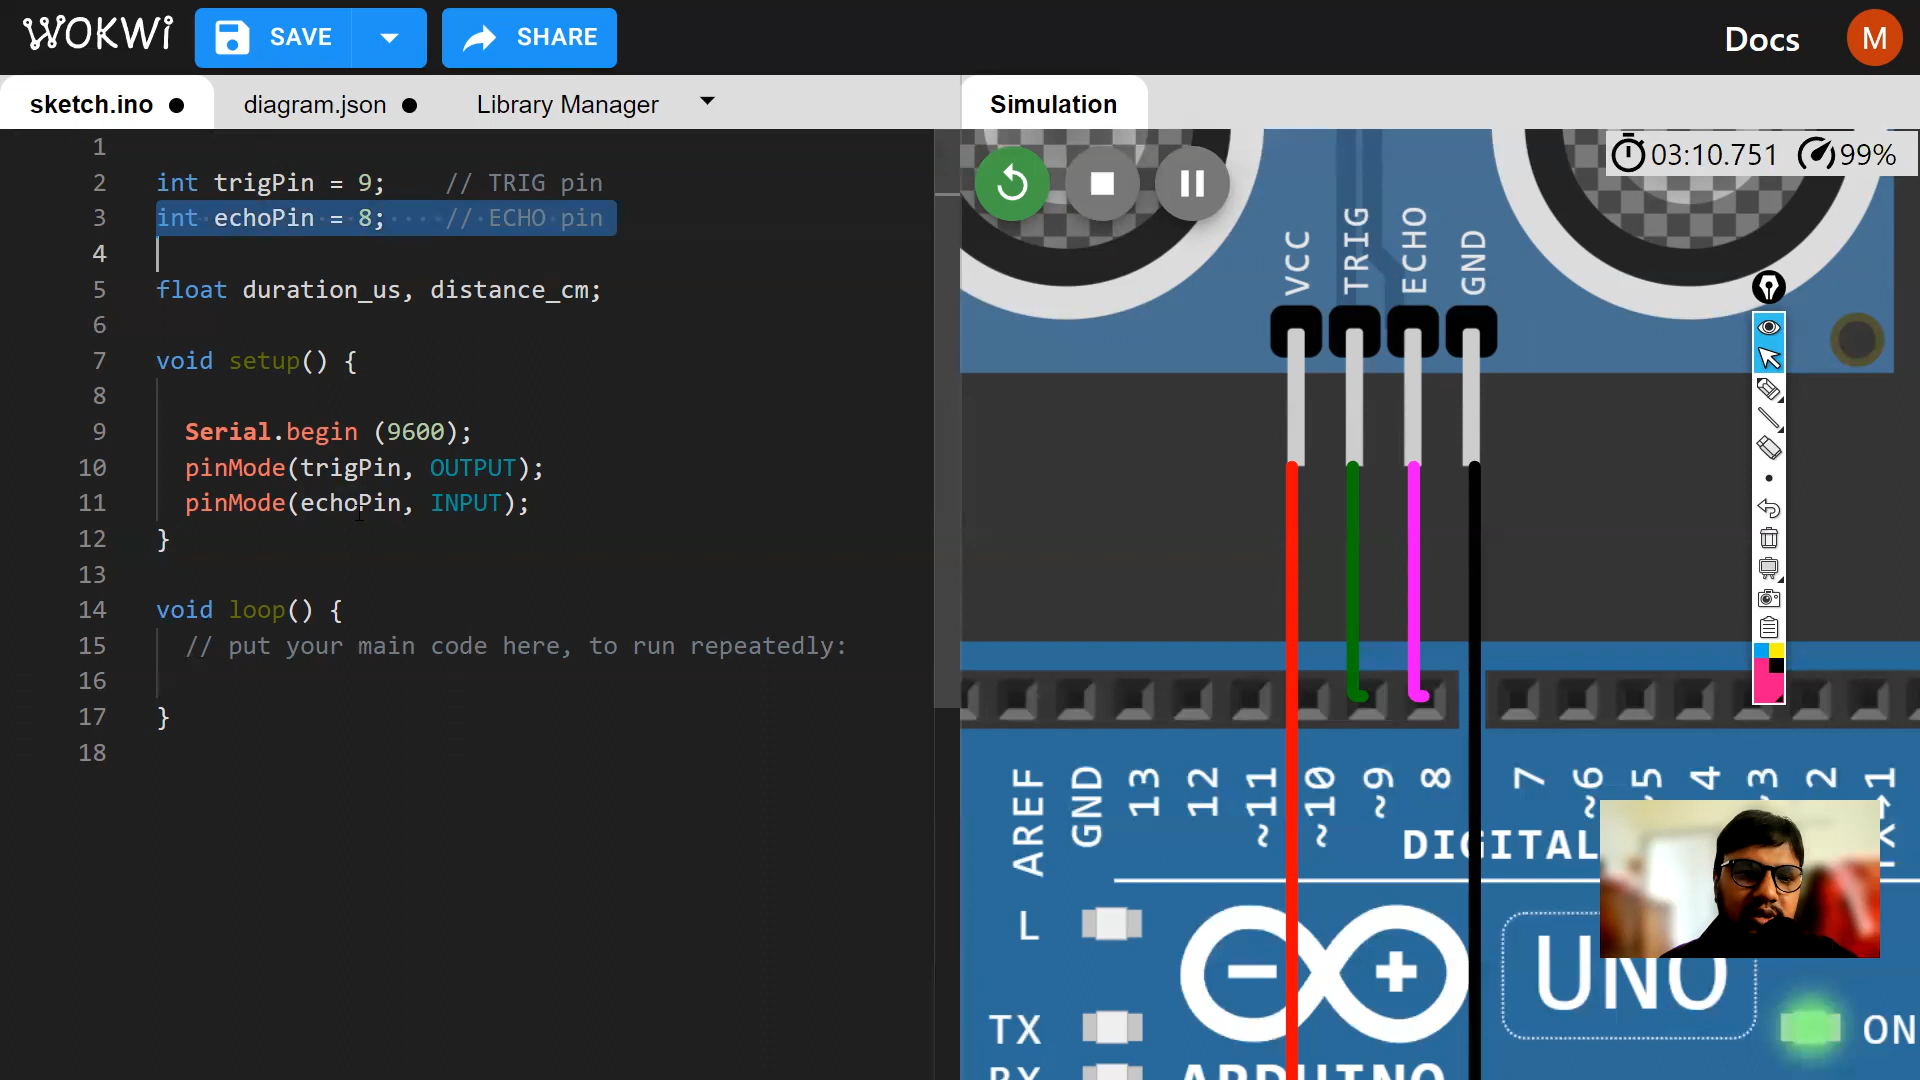 WOKWi
SAVE
SHARE
Docs
M
sketch.ino ●
diagram.json ●
Library Manager
Simulation
03:10.751
99%
1
2 int trigPin = 9; // TRIG pin
3 int echoPin = 8; // ECHO pin
4
5 float duration_us, distance_cm;
6
7 void setup() {
8
9 Serial.begin (9600);
10 pinMode(trigPin, OUTPUT);
11 pinMode(echoPin, INPUT);
12 }
13
14 void loop() {
15 // put your main code here, to run repeatedly:
16
17 }
18
VCC
TRIG
ECHO
GND
AREF
GND
13
12
~11
~10
~9
8
7
~6
~5
4
~3
2
DIGITAL
L
TX
RX
UNO
ON
ARDUINO